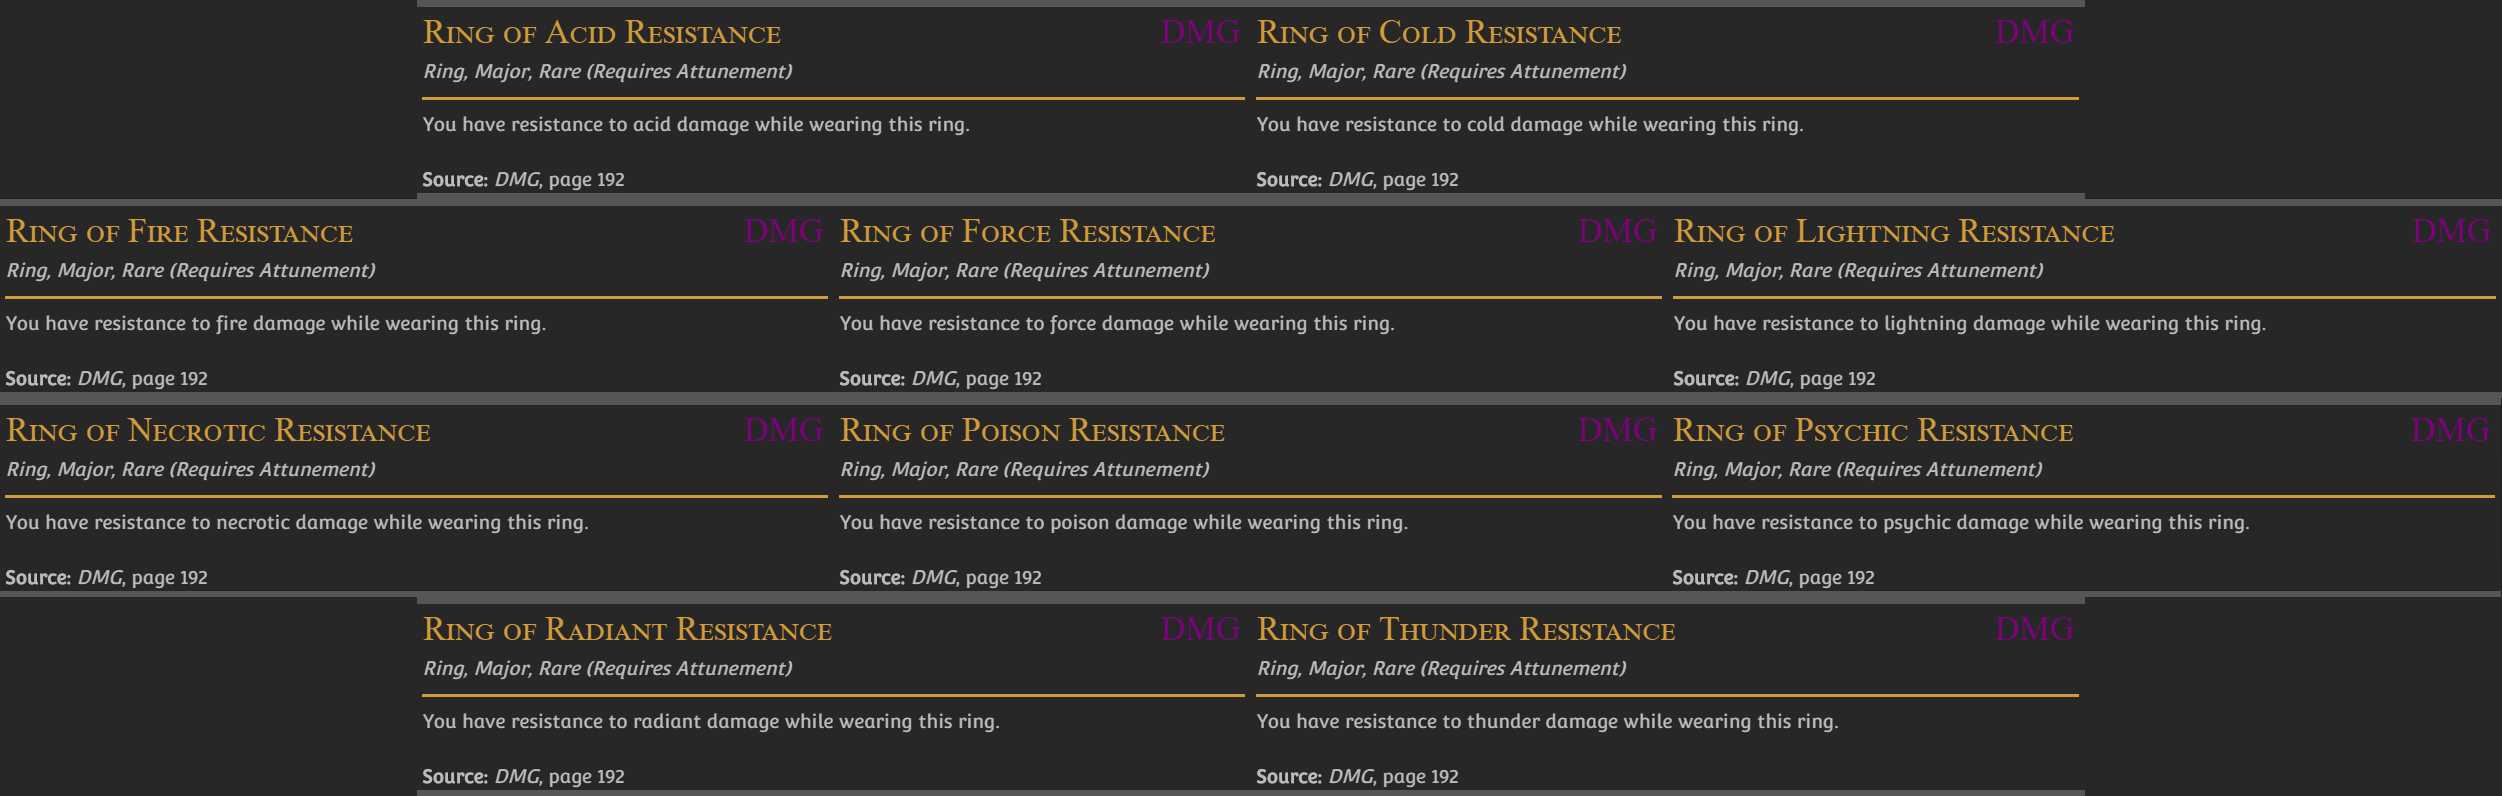 Ring of Acid Resistance DMG
Ring, Major, Rare (Requires Attunement)
You have resistance to acid damage while wearing this ring.
Source: DMG, page 192
Ring of Cold Resistance DMG
Ring, Major, Rare (Requires Attunement)
You have resistance to cold damage while wearing this ring.
Source: DMG, page 192
Ring of Fire Resistance DMG
Ring, Major, Rare (Requires Attunement)
You have resistance to fire damage while wearing this ring.
Source: DMG, page 192
Ring of Force Resistance DMG
Ring, Major, Rare (Requires Attunement)
You have resistance to force damage while wearing this ring.
Source: DMG, page 192
Ring of Lightning Resistance DMG
Ring, Major, Rare (Requires Attunement)
You have resistance to lightning damage while wearing this ring.
Source: DMG, page 192
Ring of Necrotic Resistance DMG
Ring, Major, Rare (Requires Attunement)
You have resistance to necrotic damage while wearing this ring.
Source: DMG, page 192
Ring of Poison Resistance DMG
Ring, Major, Rare (Requires Attunement)
You have resistance to poison damage while wearing this ring.
Source: DMG, page 192
Ring of Psychic Resistance DMG
Ring, Major, Rare (Requires Attunement)
You have resistance to psychic damage while wearing this ring.
Source: DMG, page 192
Ring of Radiant Resistance DMG
Ring, Major, Rare (Requires Attunement)
You have resistance to radiant damage while wearing this ring.
Source: DMG, page 192
Ring of Thunder Resistance DMG
Ring, Major, Rare (Requires Attunement)
You have resistance to thunder damage while wearing this ring.
Source: DMG, page 192